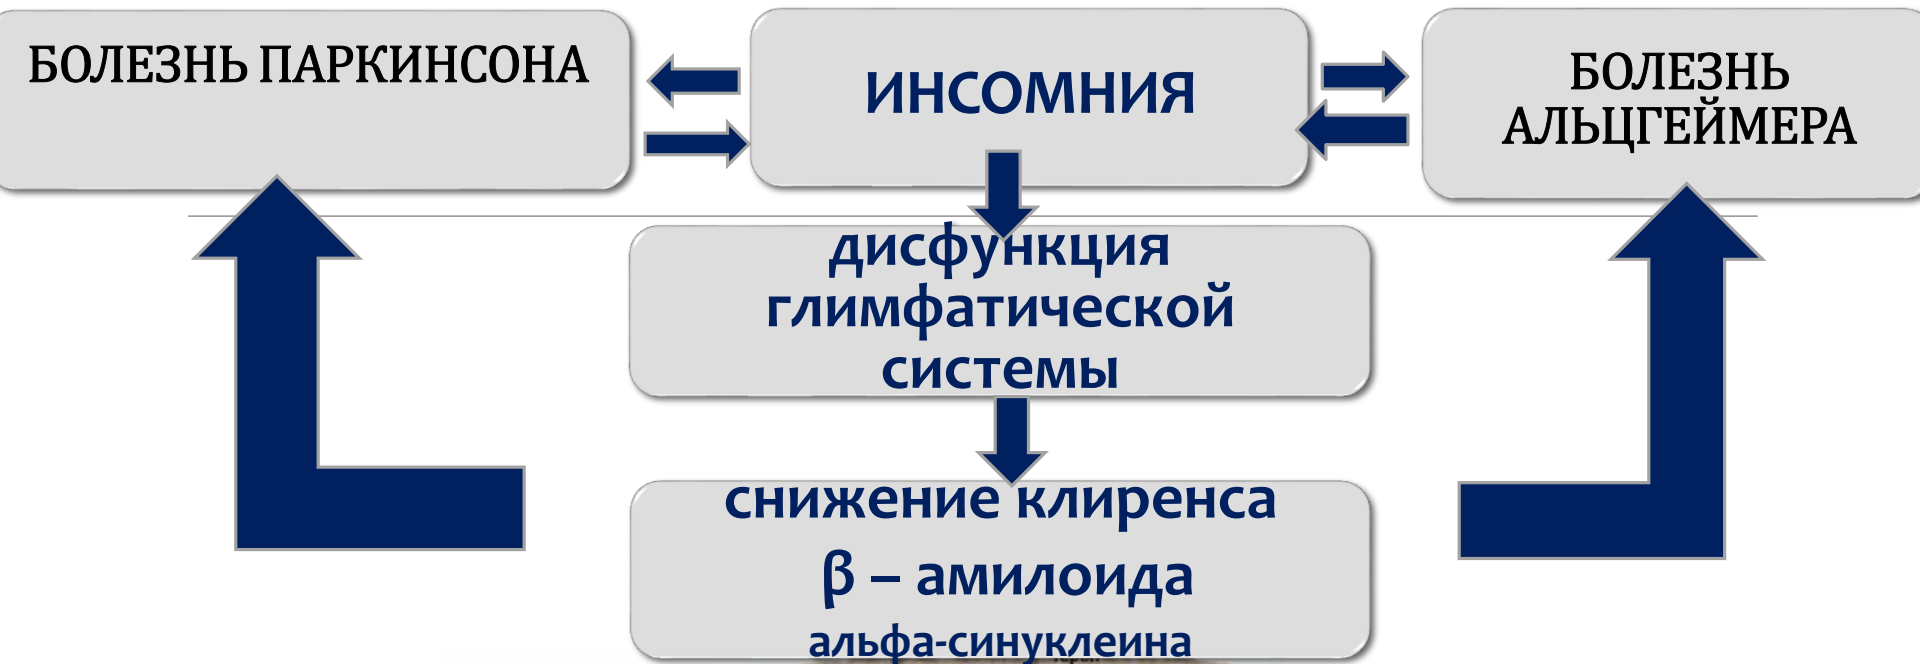 БОЛЕЗНЬ ПАРКИНСОНА
ИНСОМНИЯ
БОЛЕЗНЬ
АЛЬЦГЕЙМЕРА
дисфункция
глимфатической
системы
снижение клиренса
β – амилоида
альфа-синуклеина